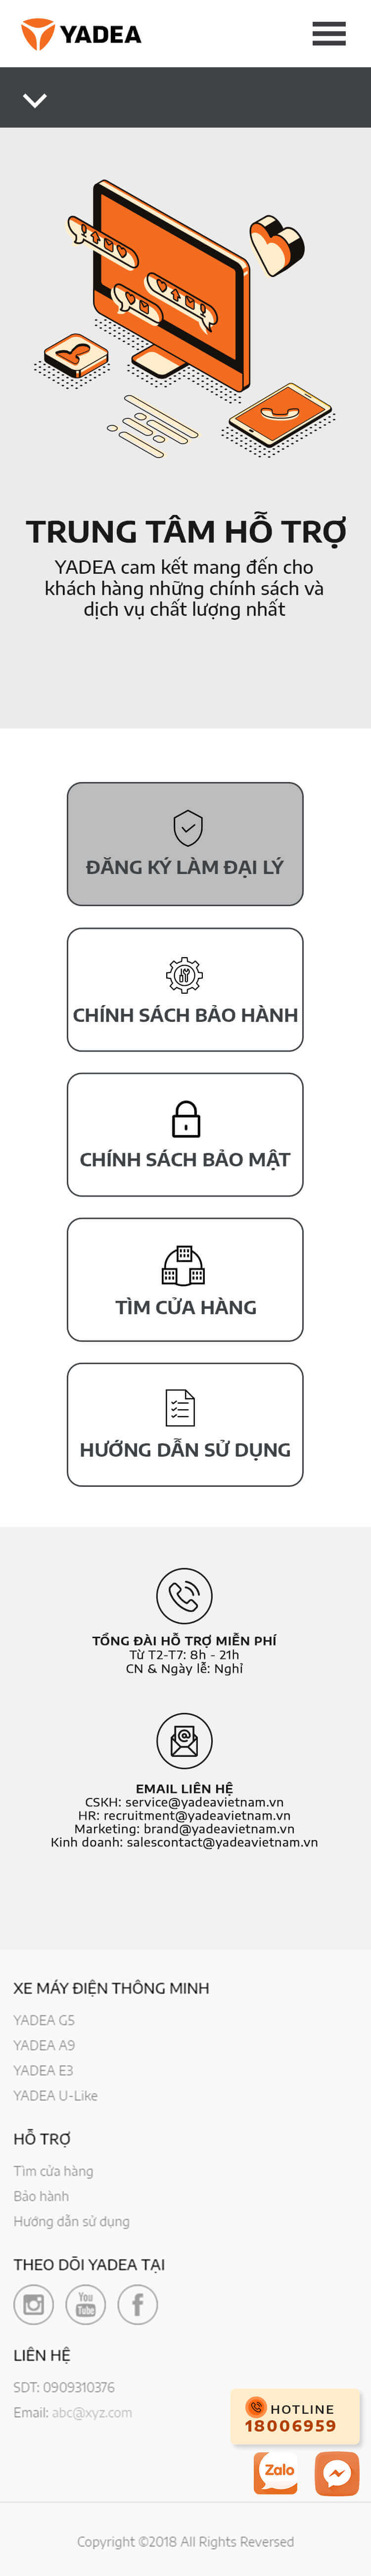 YADEA
TRUNG TÂM HỖ TRỢ
YADEA cam kết mang đến cho
khách hàng những chính sách và
dịch vụ chất lượng nhất
ĐĂNG KÝ LÀM ĐẠI LÝ
CHÍNH SÁCH BẢO HÀNH
CHÍNH SÁCH BẢO MẬT
TÌM CỬA HÀNG
HƯỚNG DẪN SỬ DỤNG
TỔNG ĐÀI HỖ TRỢ MIỄN PHÍ
Từ T2-T7: 8h - 21h
CN & Ngày lễ: Nghỉ
EMAIL LIÊN HỆ
CSKH: service@yadeavietnam.vn
HR: recruitment@yadeavietnam.vn
Marketing: brand@yadeavietnam.vn
Kinh doanh: salescontact@yadeavietnam.vn
XE MÁY ĐIỆN THÔNG MINH
YADEA G5
YADEA A9
YADEA E3
YADEA U-Like
HỖ TRỢ
Tìm cửa hàng
Bảo hành
Hướng dẫn sử dụng
THEO DÕI YADEA TẠI
You
Tube
LIÊN HỆ
SDT: 0909310376
Email: abc@xyz.com
HOTLINE
18006959
Zalo
Copyright ©2018 All Rights Reversed